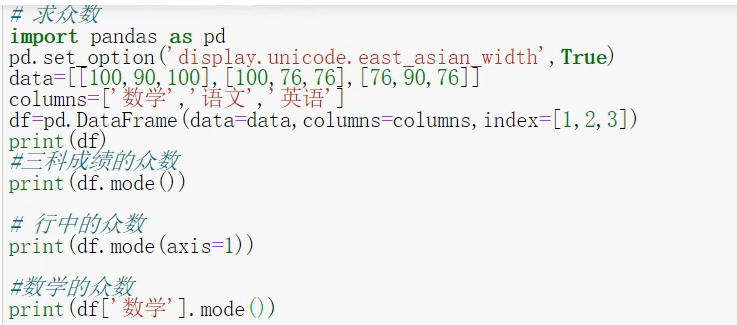 # 求众数
import pandas as pd
pd.set_option('display.unicode.east_asian_width',True)
data=[[100,90,100],[100,76,76],[76,90,76]]
columns=['数学','语文','英语']
df=pd.DataFrame(data=data,columns=columns,index=[1,2,3])
print(df)
#三科成绩的众数
print(df.mode())
# 行中的众数
print(df.mode(axis=1))
#数学的众数
print(df['数学'].mode())